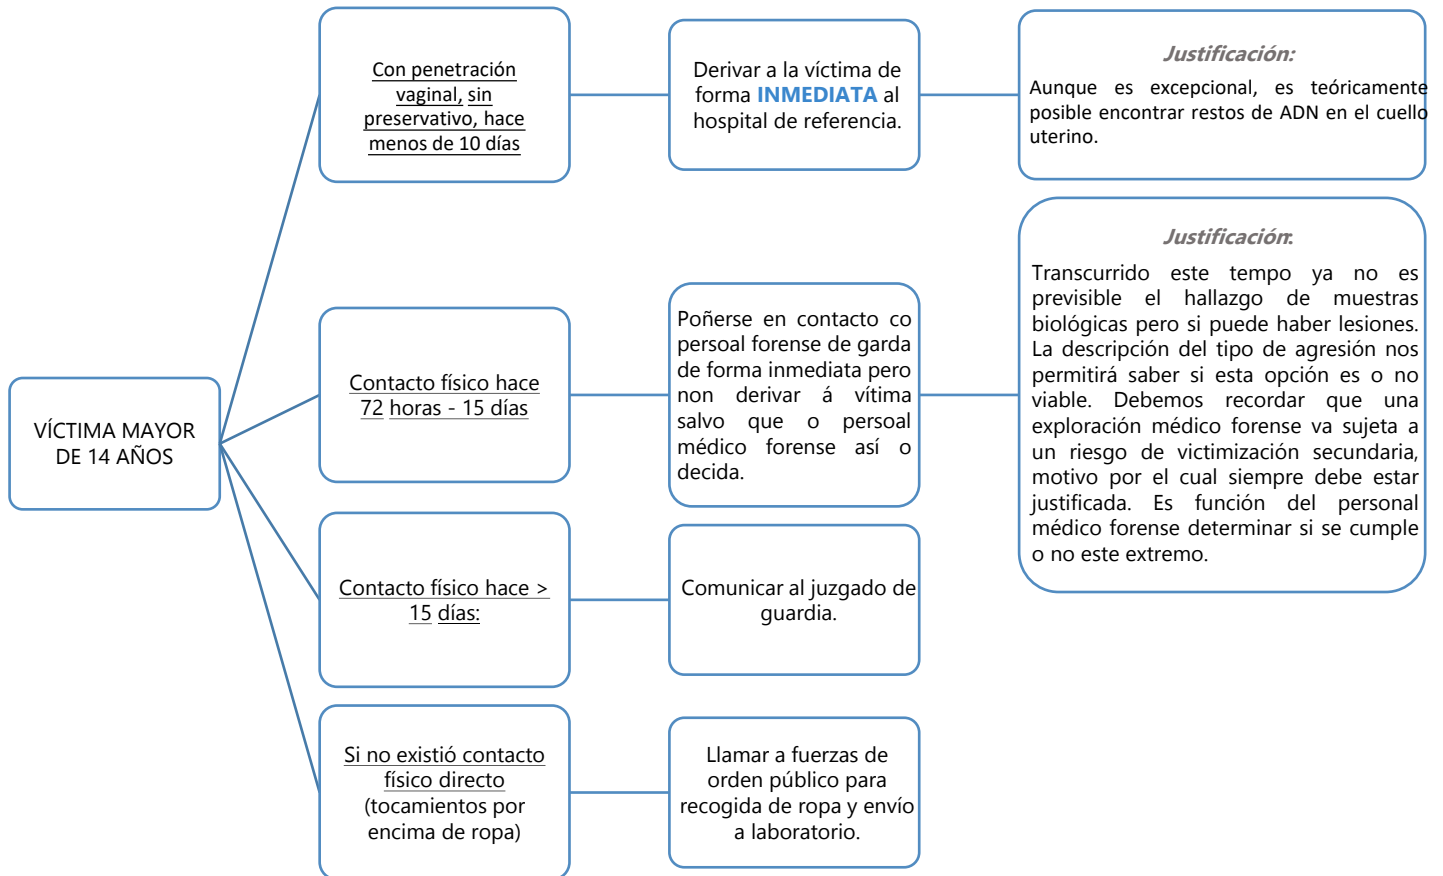 VÍCTIMA MAYOR
DE 14 AÑOS
Con penetración
vaginal, sin
preservativo, hace
menos de 10 días
Derivar a la víctima de
forma INMEDIATA al
hospital de referencia.
Justificación:
Aunque es excepcional, es teóricamente
posible encontrar restos de ADN en el cuello
uterino.
Contacto físico hace
72 horas - 15 días
Poñerse en contacto co
persoal forense de garda
de forma inmediata pero
non derivar á vítima
salvo que o persoal
médico forense así o
decida.
Justificación:
Transcurrido este tempo ya no es
previsible el hallazgo de muestras
biológicas pero si puede haber lesiones.
La descripción del tipo de agresión nos
permitirá saber si esta opción es o no
viable. Debemos recordar que una
exploración médico forense va sujeta a
un riesgo de victimización secundaria,
motivo por el cual siempre debe estar
justificada. Es función del personal
médico forense determinar si se cumple
o no este extremo.
Contacto físico hace >
15 días:
Comunicar al juzgado de
guardia.
Si no existió contacto
físico directo
(tocamientos por
encima de ropa)
Llamar a fuerzas de
orden público para
recogida de ropa y envío
a laboratorio.